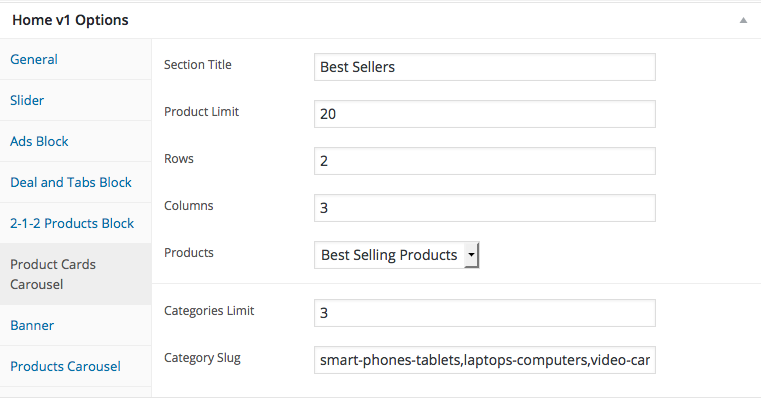 Home v1 Options
General
Slider
Ads Block
Deal and Tabs Block
2-1-2 Products Block
Product Cards
Carousel
Banner
Products Carousel
Section Title Best Sellers
Product Limit 20
Rows 2
Columns 3
Products Best Selling Products
Categories Limit 3
Category Slug smart-phones-tablets,laptops-computers,video-car